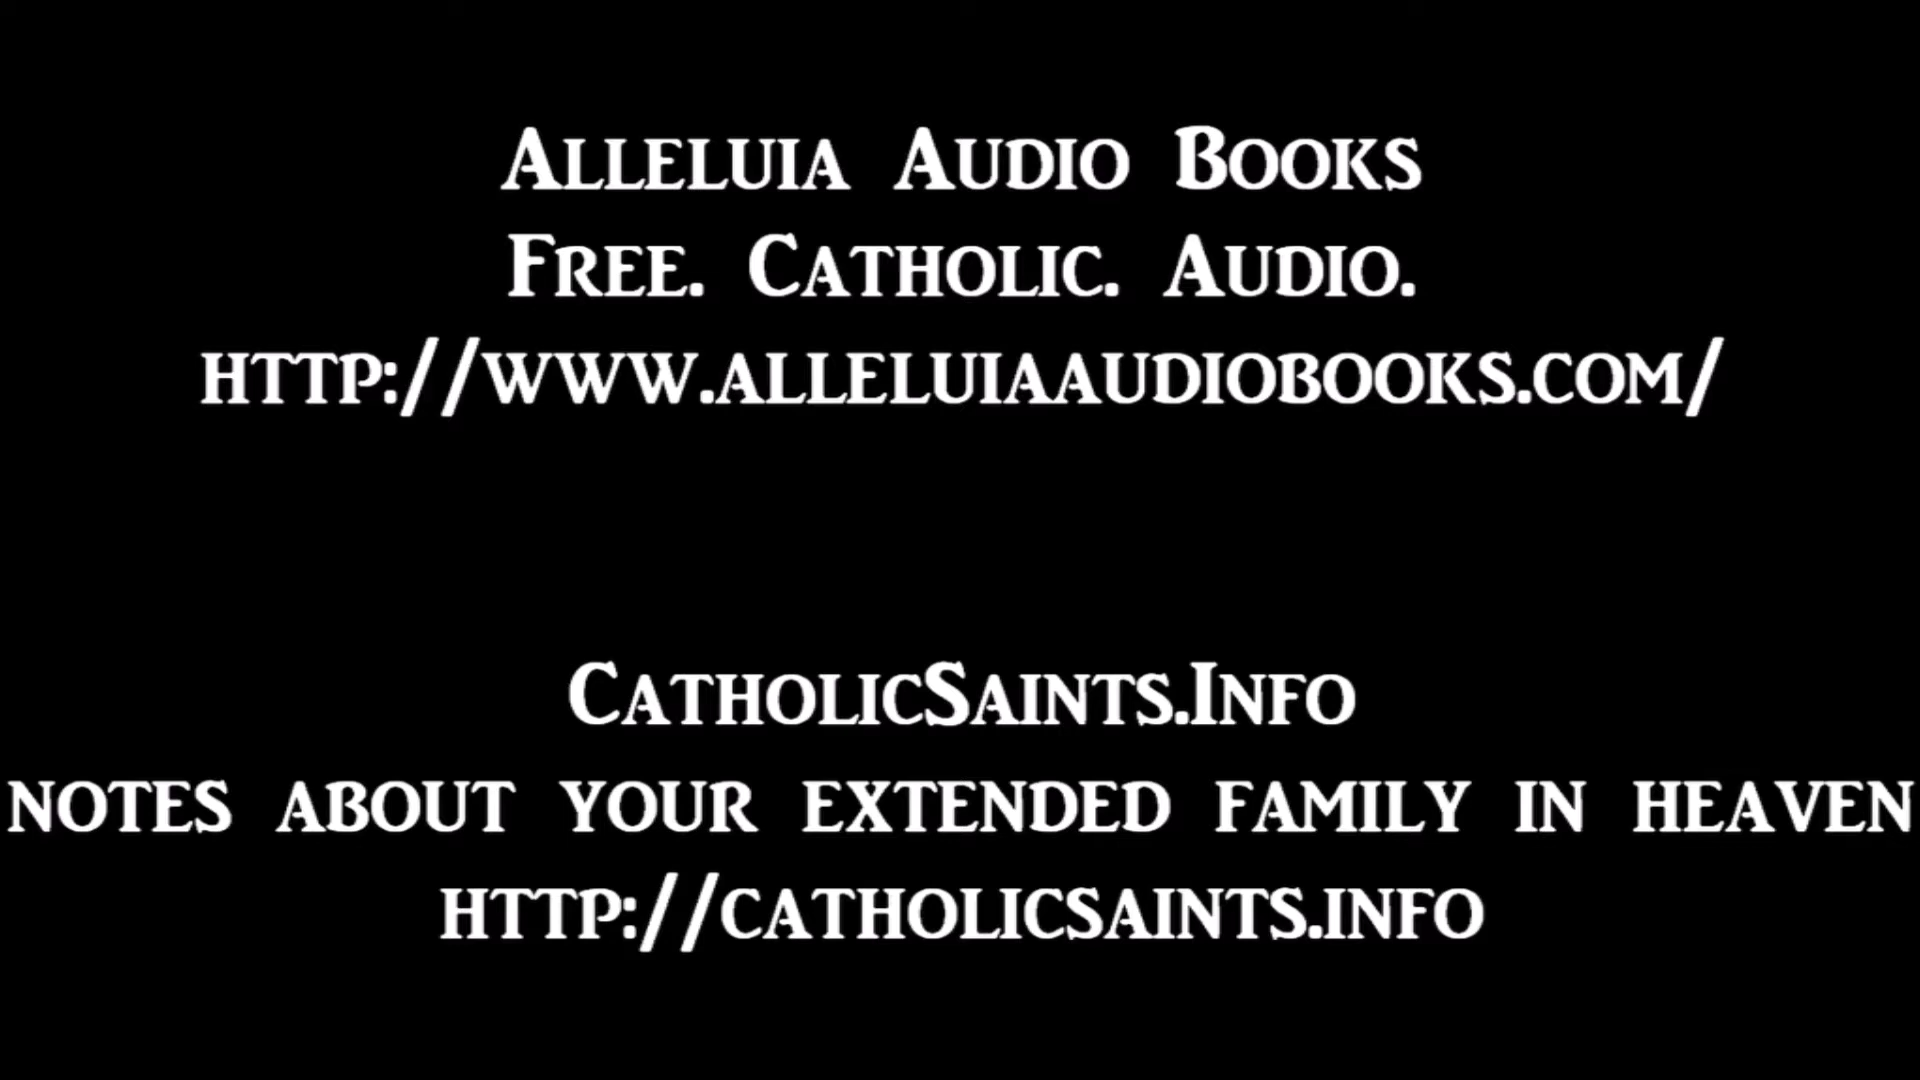 Alleluia Audio Books
Free. Catholic. Audio.
http://www.alleluiaaudiobooks.com/
CatholicSaints.Info
notes about your extended family in heaven
http://catholicsaints.info